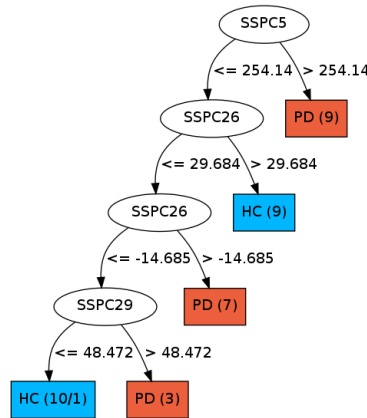 SSPC5
<= 254.14 > 254.14
SSPC26 PD (9)
<= 29.684 > 29.684
SSPC26 HC (9)
<= -14.685 > -14.685
SSPC29 PD (7)
<= 48.472 > 48.472
HC (10/1) PD (3)